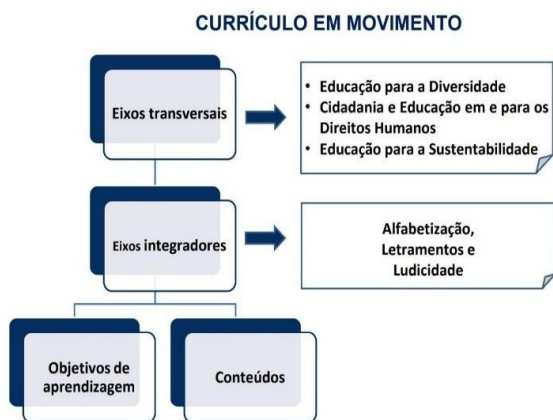 CURRÍCULO EM MOVIMENTO
Eixos transversais
• Educação para a Diversidade
• Cidadania e Educação em e para os
Direitos Humanos
• Educação para a Sustentabilidade
Eixos integradores
Alfabetização,
Letramentos e
Ludicidade
Objetivos de
aprendizagem
Conteúdos